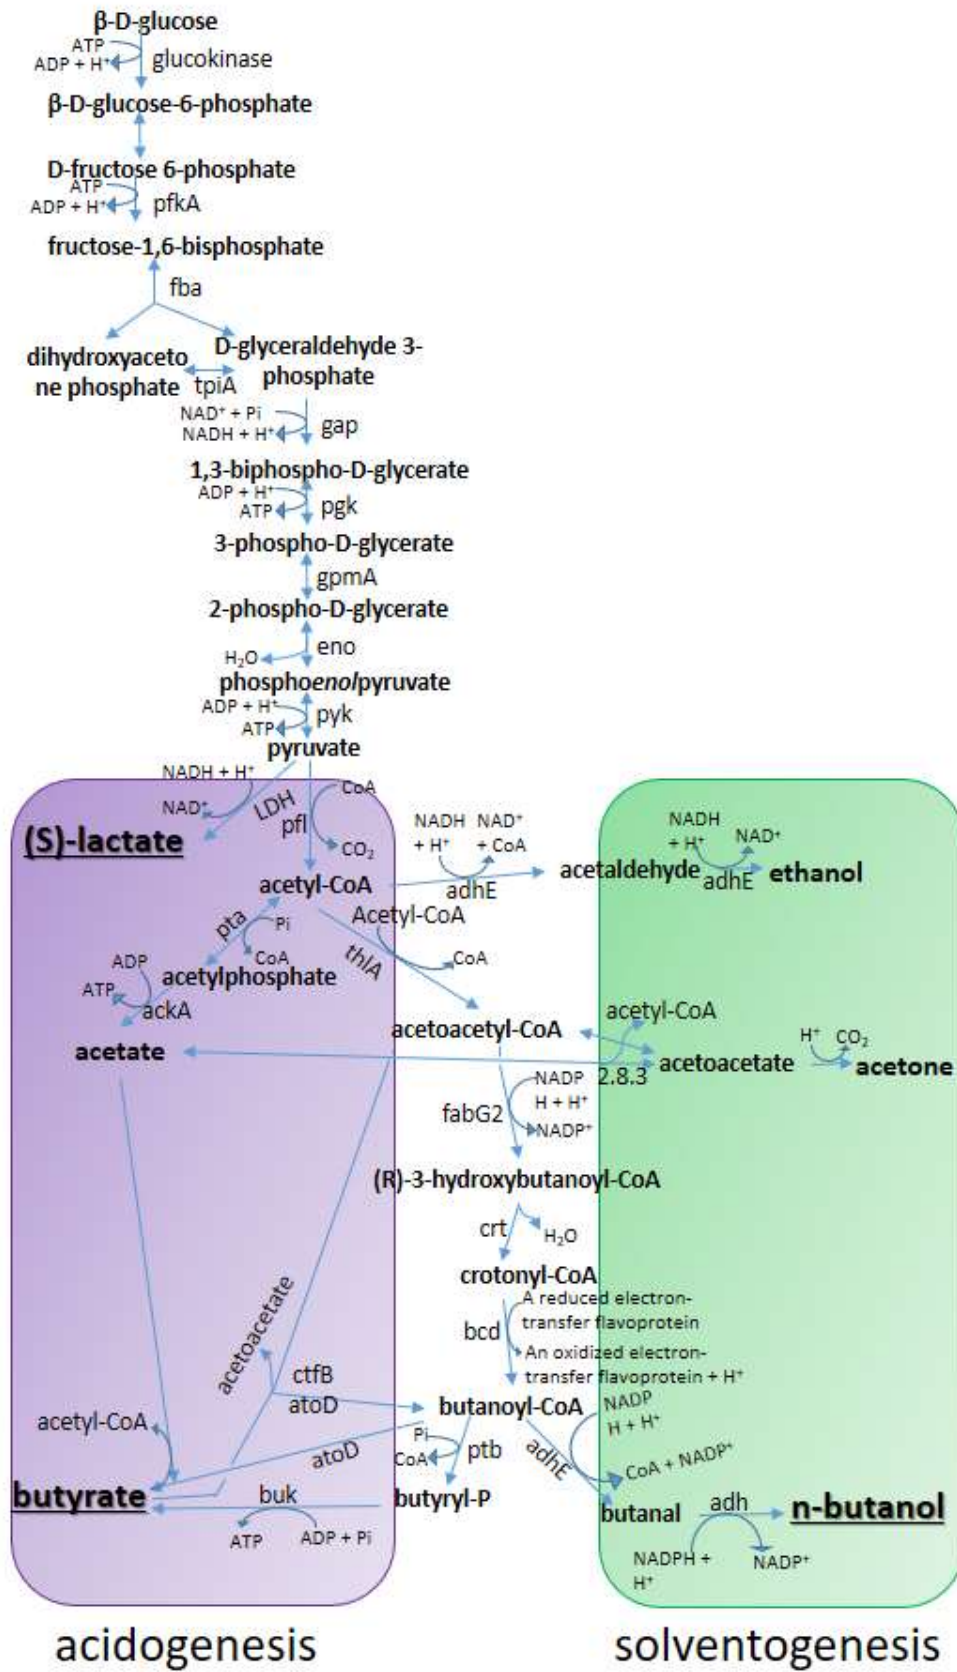 β-D-glucose
ATP
ADP + H⁺
glucokinase
β-D-glucose-6-phosphate
D-fructose 6-phosphate
ATP
ADP + H⁺
pfkA
fructose-1,6-bisphosphate
fba
dihydroxyaceto
ne phosphate
tpiA
D-glyceraldehyde 3-
phosphate
NAD⁺ + Pi
NADH + H⁺
gap
1,3-biphospho-D-glycerate
ADP + H⁺
ATP
pgk
3-phospho-D-glycerate
gpmA
2-phospho-D-glycerate
H₂O
eno
phosphoenolpyruvate
ADP + H⁺
ATP
pyk
pyruvate
NADH + H⁺
NAD⁺
LDH
pfl
CoA
CO₂
(S)-lactate
acetyl-CoA
NADH
+ H⁺
NAD⁺
+ CoA
adhE
acetaldehyde
NADH
+ H⁺
NAD⁺
adhE
ethanol
pta
Pi
CoA
Acetyl-CoA
thlA
CoA
acetylphosphate
ADP
ATP
ackA
acetate
acetoacetyl-CoA
acetyl-CoA
2.8.3
acetoacetate
H⁺
CO₂
acetone
fabG2
NADP
H + H⁺
NADP⁺
(R)-3-hydroxybutanoyl-CoA
crt
H₂O
crotonyl-CoA
bcd
A reduced electron-
transfer flavoprotein
An oxidized electron-
transfer flavoprotein + H⁺
acetoacetate
ctfB
atoD
butanoyl-CoA
NADP
H + H⁺
CoA + NADP⁺
adhE
acetyl-CoA
atoD
Pi
CoA
ptb
butyrate
buk
ATP
ADP + Pi
butyryl-P
butanal
adh
NADPH +
H⁺
NADP⁺
n-butanol
acidogenesis
solventogenesis